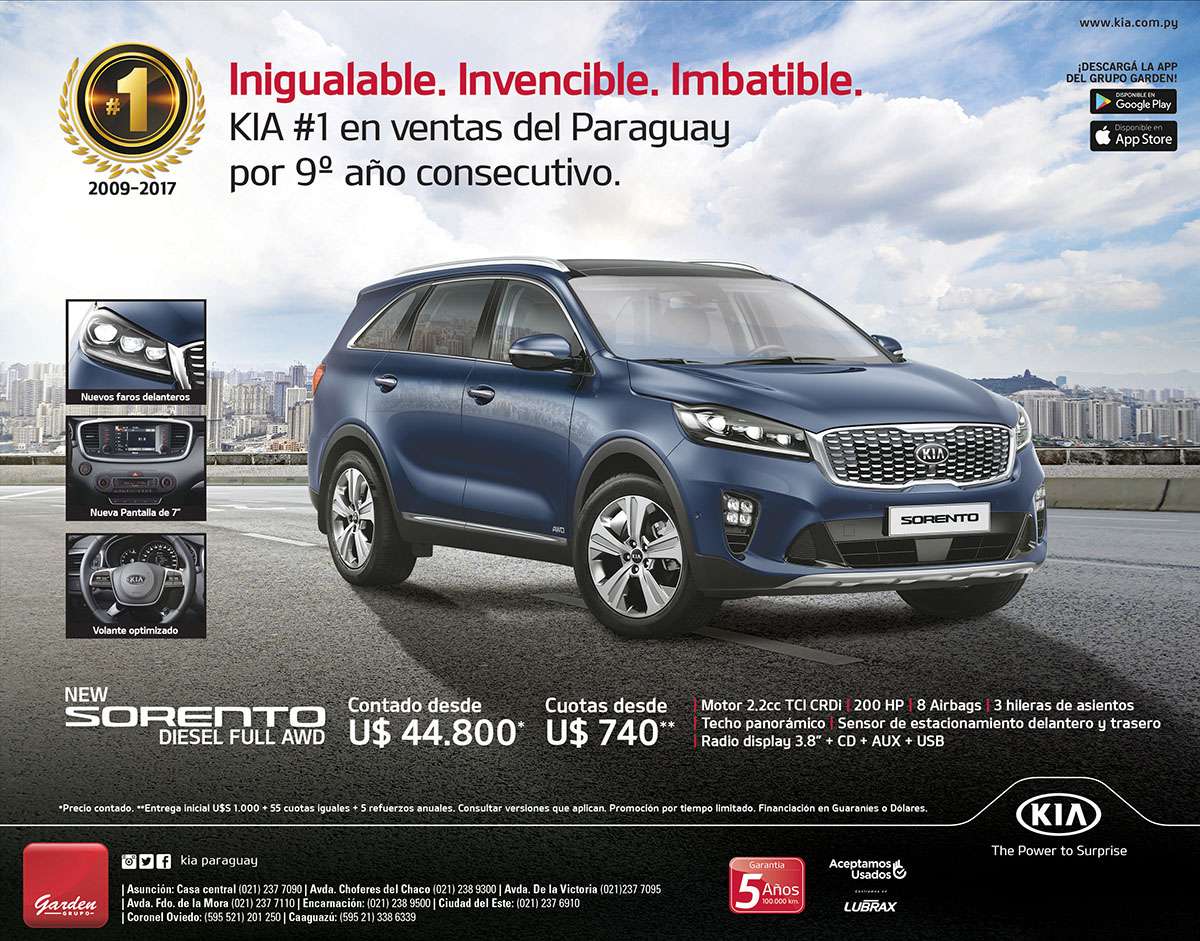 www.kia.com.py
¡DESCARGÁ LA APP
DEL GRUPO GARDEN!
DISPONIBLE EN
Google Play
Disponible en
App Store
#1
2009-2017
Inigualable. Invencible. Imbatible.
KIA #1 en ventas del Paraguay
por 9º año consecutivo.
Nuevos faros delanteros
Nueva Pantalla de 7"
KIA
Volante optimizado
KIA
SORENTO
AWD
KIA
NEW
SORENTO
DIESEL FULL AWD
Contado desde
U$ 44.800*
Cuotas desde
U$ 740**
| Motor 2.2cc TCI CRDi | 200 HP | 8 Airbags | 3 hileras de asientos
| Techo panorámico | Sensor de estacionamiento delantero y trasero
| Radio display 3.8" + CD + AUX + USB
*Precio contado. **Entrega inicial U$S 1.000 + 55 cuotas iguales + 5 refuerzos anuales. Consultar versiones que aplican. Promoción por tiempo limitado. Financiación en Guaraníes o Dólares.
KIA
The Power to Surprise
Garden
GRUPO
kia paraguay
| Asunción: Casa central (021) 237 7090 | Avda. Choferes del Chaco (021) 238 9300 | Avda. De la Victoria (021)237 7095
| Avda. Fdo. de la Mora (021) 237 7110 | Encarnación: (021) 238 9500 | Ciudad del Este: (021) 237 6910
| Coronel Oviedo: (595 521) 201 250 | Caaguazú: (595 21) 338 6339
Garantía
5 Años
100.000 km.
Aceptamos
Usados
Confiamos en
LUBRAX